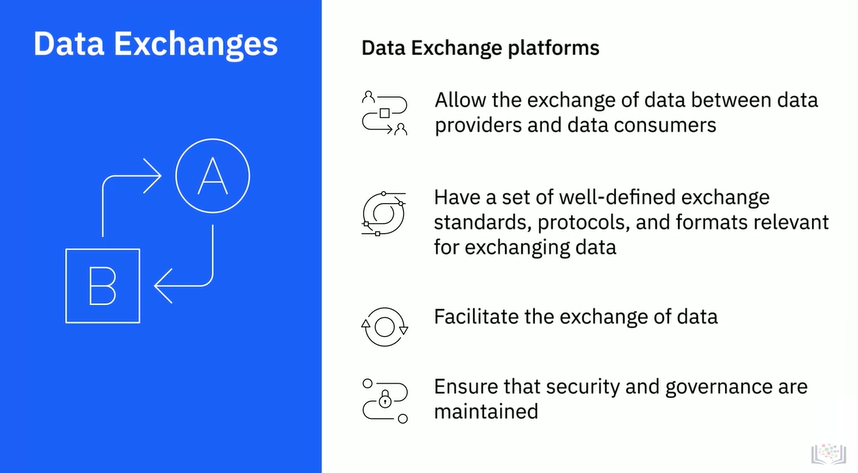 Data Exchanges
A
B
Data Exchange platforms
Allow the exchange of data between data
providers and data consumers
Have a set of well-defined exchange
standards, protocols, and formats relevant
for exchanging data
Facilitate the exchange of data
Ensure that security and governance are
maintained